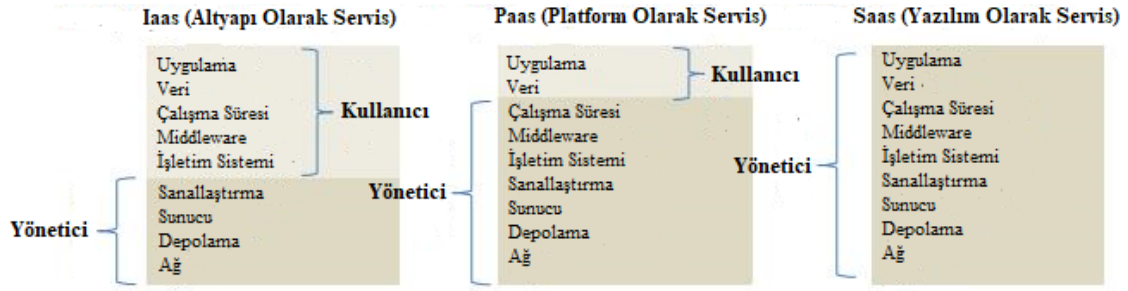 Iaas (Altyapı Olarak Servis)
Uygulama
Veri
Çalışma Süresi
Middleware
İşletim Sistemi
Kullanıcı
Sanallaştırma
Sunucu
Depolama
Ağ
Yönetici
Paas (Platform Olarak Servis)
Uygulama
Veri
Kullanıcı
Çalışma Süresi
Middleware
İşletim Sistemi
Sanallaştırma
Sunucu
Depolama
Ağ
Yönetici
Saas (Yazılım Olarak Servis)
Uygulama
Veri
Çalışma Süresi
Middleware
İşletim Sistemi
Sanallaştırma
Sunucu
Depolama
Ağ
Yönetici